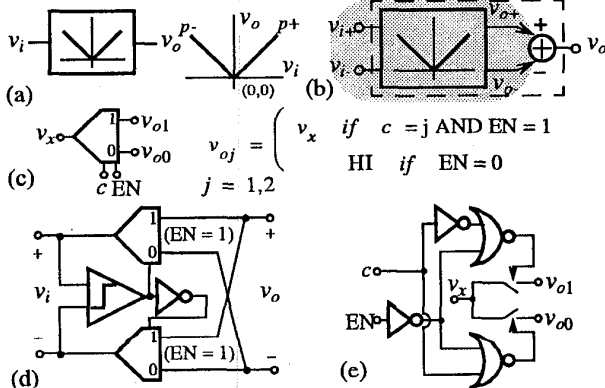 v_i v_o p- v_o p+ v_i (0,0)
(a)
v_i+ v_i- v_o+ v_o- + − v_o
(b)
v_x 1 0 v_o1 v_o0 c EN
(c)
v_oj = ( v_x if c = j AND EN = 1
HI if EN = 0
j = 1,2
1 0 (EN = 1) + − v_i + − v_o
1 0 (EN = 1)
(d)
c EN v_x v_o1 v_o0
(e)